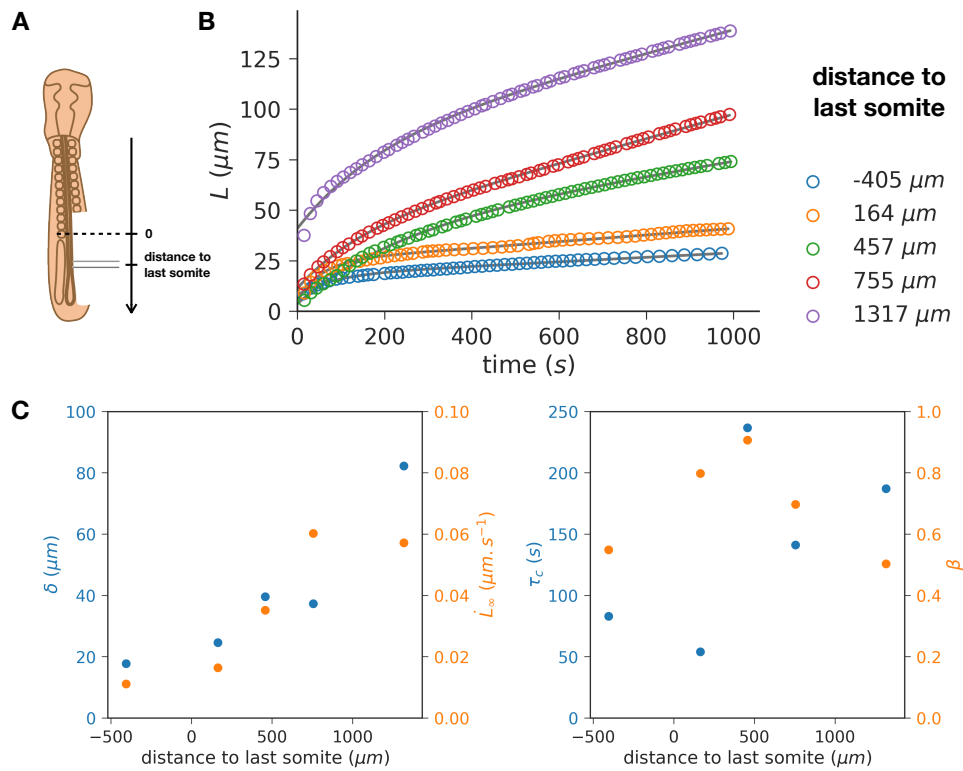 A
0
distance to
last somite
B
125
100
75
50
25
0
L (μm)
0 200 400 600 800 1000
time (s)
distance to
last somite
-405 μm
164 μm
457 μm
755 μm
1317 μm
C
100
80
60
40
20
0
δ (μm)
0.10
0.08
0.06
0.04
0.02
0.00
L̇∞ (μm.s⁻¹)
−500 0 500 1000
distance to last somite (μm)
250
200
150
100
50
0
τc (s)
1.0
0.8
0.6
0.4
0.2
0.0
β
−500 0 500 1000
distance to last somite (μm)